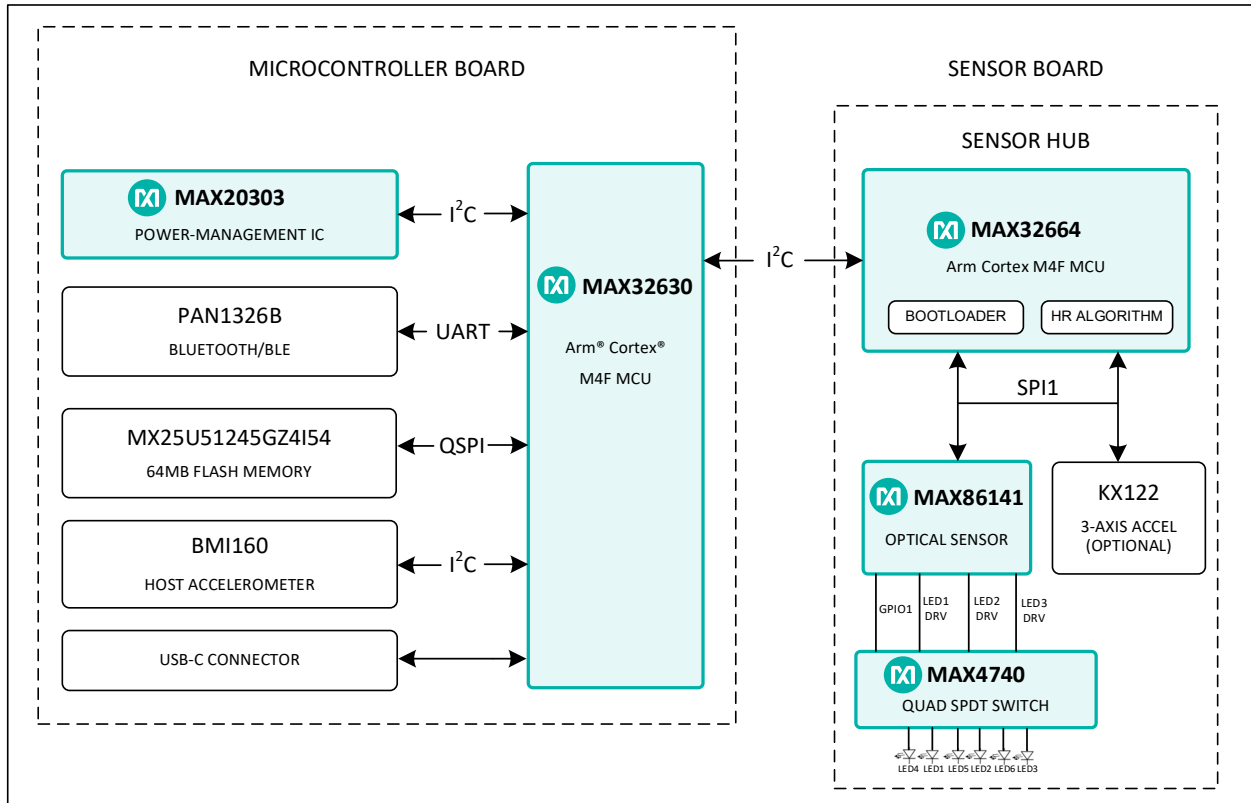 MICROCONTROLLER BOARD
MAX20303
POWER-MANAGEMENT IC
I²C
PAN1326B
BLUETOOTH/BLE
UART
MX25U51245GZ4I54
64MB FLASH MEMORY
QSPI
BMI160
HOST ACCELEROMETER
I²C
USB-C CONNECTOR
MAX32630
Arm® Cortex®
M4F MCU
I²C
SENSOR BOARD
SENSOR HUB
MAX32664
Arm Cortex M4F MCU
BOOTLOADER
HR ALGORITHM
SPI1
MAX86141
OPTICAL SENSOR
KX122
3-AXIS ACCEL
(OPTIONAL)
GPIO1
LED1
DRV
LED2
DRV
LED3
DRV
MAX4740
QUAD SPDT SWITCH
LED4 LED1 LED5 LED2 LED6 LED3